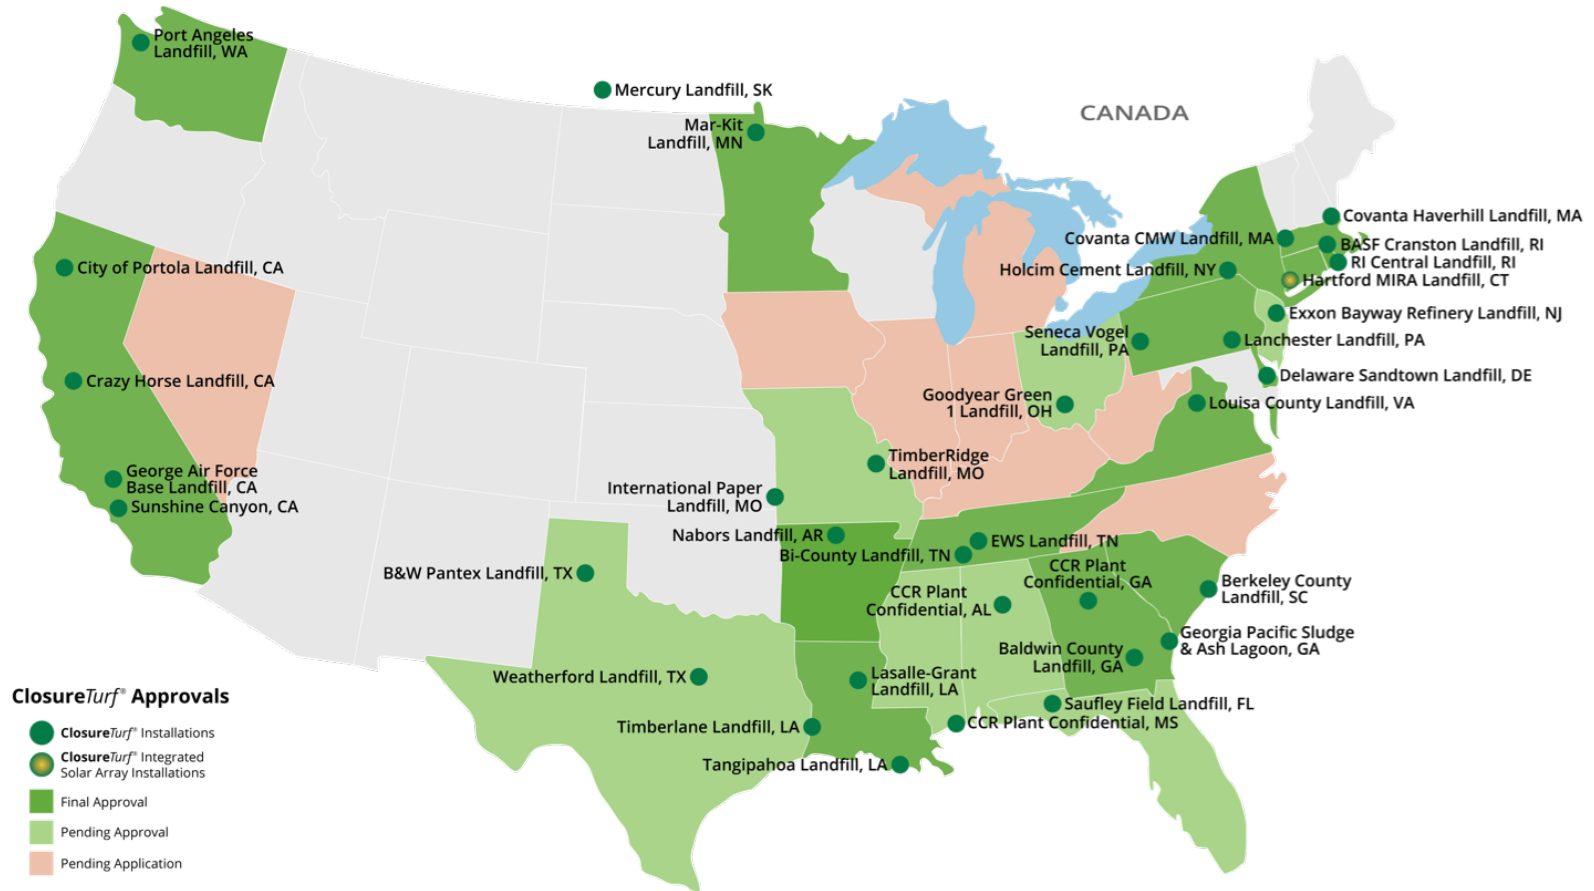 Port Angeles
Landfill, WA
Mercury Landfill, SK
CANADA
Mar-Kit
Landfill, MN
Covanta Haverhill Landfill, MA
Covanta CMW Landfill, MA
BASF Cranston Landfill, RI
RI Central Landfill, RI
Holcim Cement Landfill, NY
Hartford MIRA Landfill, CT
City of Portola Landfill, CA
Exxon Bayway Refinery Landfill, NJ
Seneca Vogel
Landfill, PA
Lanchester Landfill, PA
Delaware Sandtown Landfill, DE
Crazy Horse Landfill, CA
Goodyear Green
1 Landfill, OH
Louisa County Landfill, VA
George Air Force
Base Landfill, CA
Sunshine Canyon, CA
TimberRidge
Landfill, MO
International Paper
Landfill, MO
Nabors Landfill, AR
EWS Landfill, TN
Bi-County Landfill, TN
B&W Pantex Landfill, TX
CCR Plant
Confidential, GA
CCR Plant
Confidential, AL
Berkeley County
Landfill, SC
Georgia Pacific Sludge
& Ash Lagoon, GA
Baldwin County
Landfill, GA
Weatherford Landfill, TX
Lasalle-Grant
Landfill, LA
Saufley Field Landfill, FL
CCR Plant Confidential, MS
Timberlane Landfill, LA
Tangipahoa Landfill, LA
ClosureTurf® Approvals
ClosureTurf® Installations
ClosureTurf® Integrated
Solar Array Installations
Final Approval
Pending Approval
Pending Application